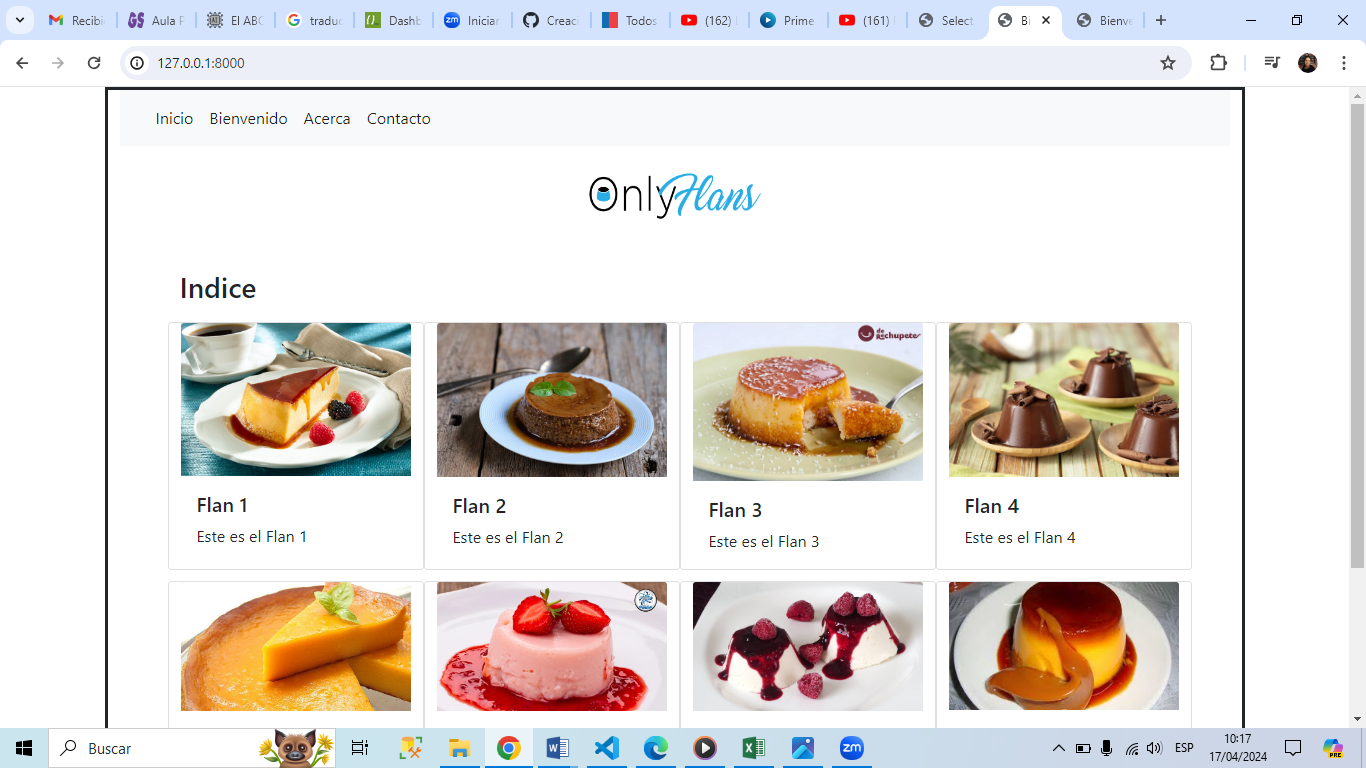 Recibi
Aula P
El ABC
traduc
Dashb
Iniciar
Creaci
Todos
(162)
Prime
(161)
Select
Bi
Bienve
127.0.0.1:8000
Inicio Bienvenido Acerca Contacto
OnlyFlans
Indice
de Rechupete
Flan 1
Este es el Flan 1
Flan 2
Este es el Flan 2
Flan 3
Este es el Flan 3
Flan 4
Este es el Flan 4
Buscar
zm
ESP
10:17
17/04/2024
PRE